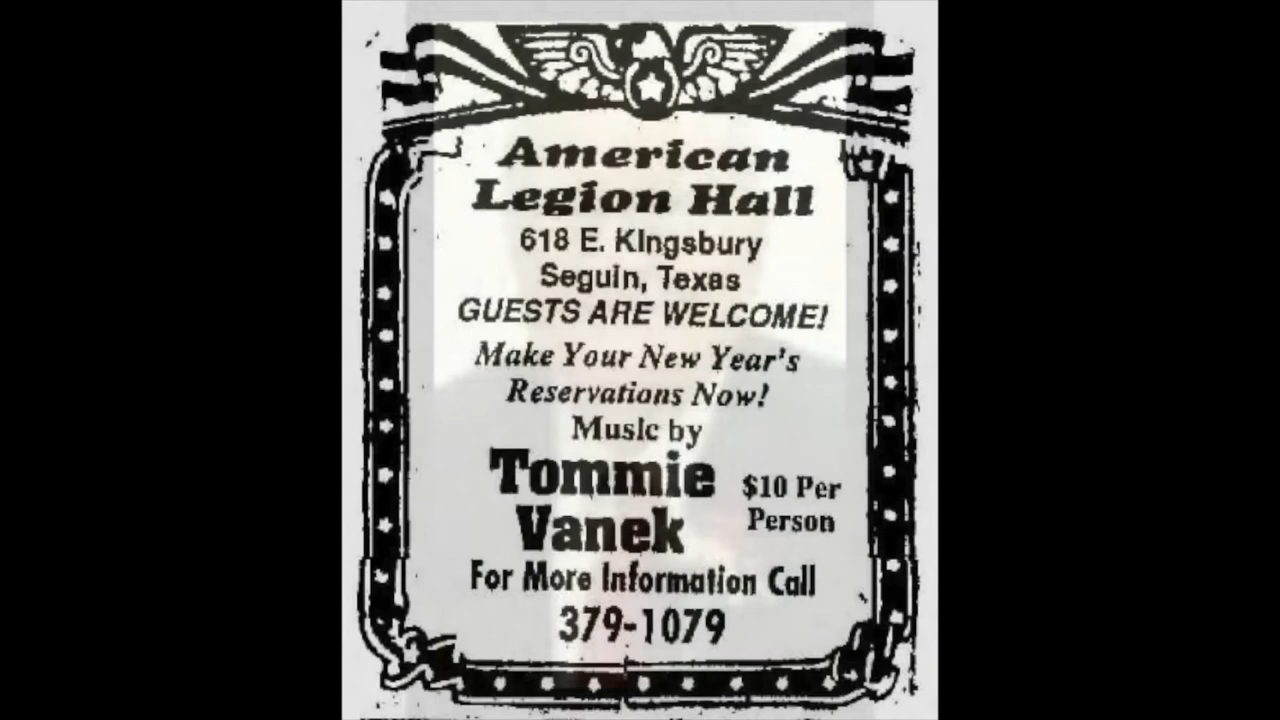 American
Legion Hall
618 E. Kingsbury
Seguin, Texas
GUESTS ARE WELCOME!
Make Your New Year's
Reservations Now!
Music by
Tommie
Vanek
$10 Per
Person
For More Information Call
379-1079